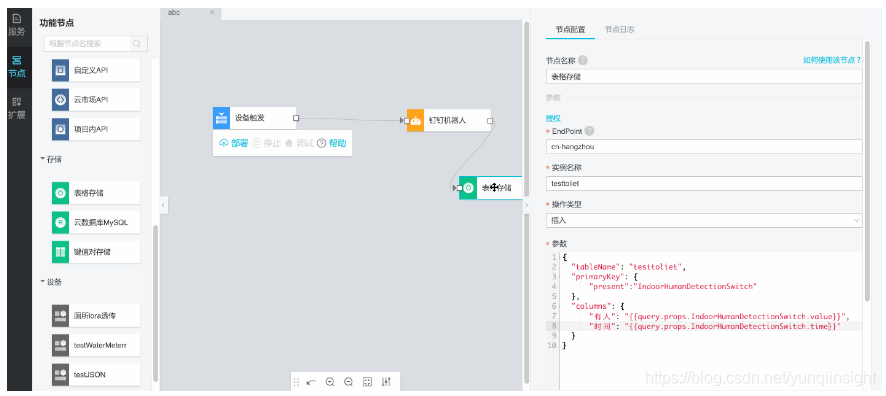 服务
节点
扩展
功能节点
根据节点名搜索
自定义API
云市场API
项目内API
存储
表格存储
云数据库MySQL
键值对存储
设备
厕所lora透传
testWaterMeterr
testJSON
abc
设备触发
部署 停止 调试 帮助
钉钉机器人
表格存储
节点配置 节点日志
节点名称 如何使用该节点?
表格存储
参数
授权
* EndPoint
cn-hangzhou
* 实例名称
testtoliet
* 操作类型
插入
* 参数
1 {
2 "tableName": "testtoliet",
3 "primaryKey": {
4 "present":"IndoorHumanDetectionSwitch"
5 },
6 "columns": {
7 "有人": "{{query.props.IndoorHumanDetectionSwitch.value}}",
8 "时间": "{{query.props.IndoorHumanDetectionSwitch.time}}"
9 }
10 }
https://blog.csdn.net/yunqiinsight